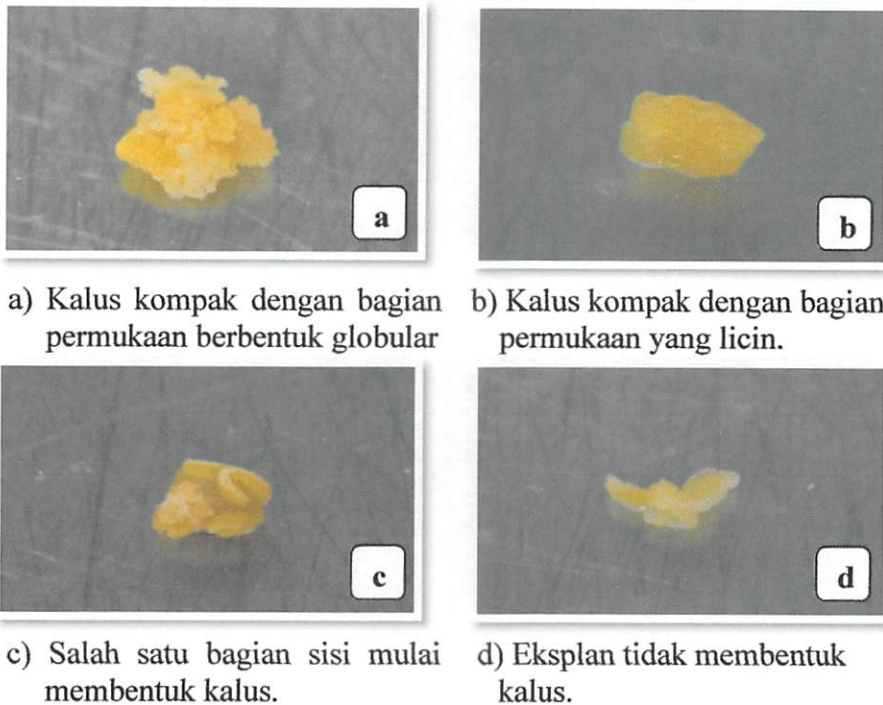 a
b
a) Kalus kompak dengan bagian
permukaan berbentuk globular
b) Kalus kompak dengan bagian
permukaan yang licin.
c
d
c) Salah satu bagian sisi mulai
membentuk kalus.
d) Eksplan tidak membentuk
kalus.